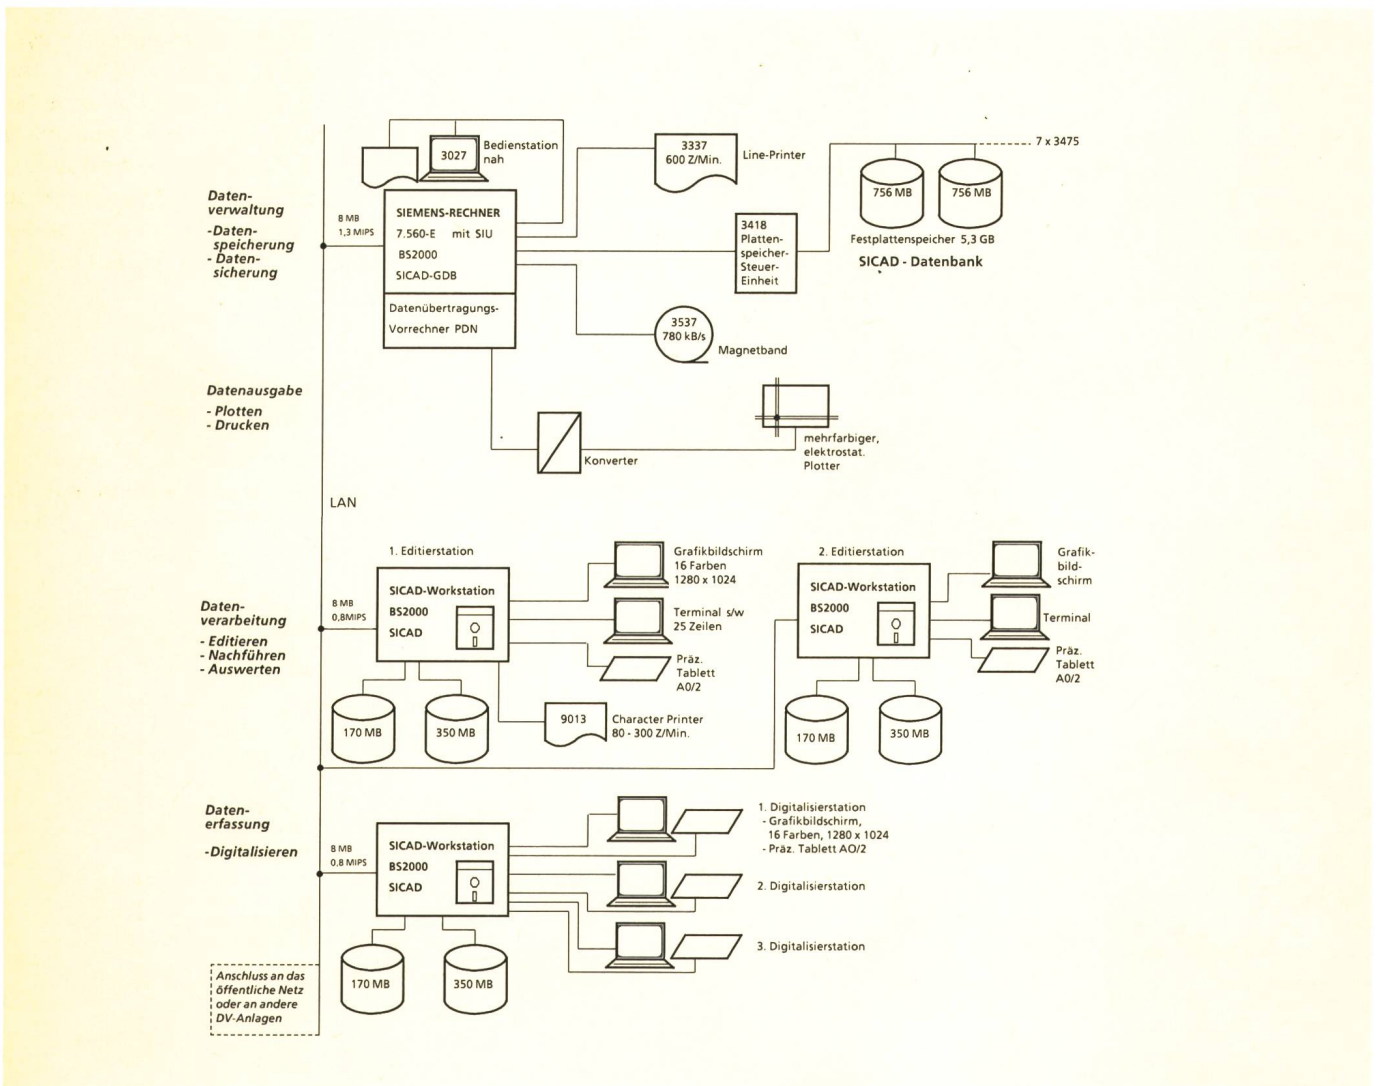 3027
Bedienstation
nah
3337
600 Z/Min.
Line-Printer
7 x 3475
756 MB
756 MB
Festplattenspeicher 5,3 GB
SICAD - Datenbank
Daten-
verwaltung
-Daten-
speicherung
- Daten-
sicherung
8 MB
1,3 MIPS
SIEMENS-RECHNER
7.560-E mit SIU
BS2000
SICAD-GDB
Datenübertragungs-
Vorrechner PDN
3418
Platten-
speicher-
Steuer-
Einheit
3537
780 kB/s
Magnetband
Datenausgabe
- Plotten
- Drucken
Konverter
mehrfarbiger,
elektrostat.
Plotter
LAN
1. Editierstation
Grafikbildschirm
16 Farben
1280 x 1024
2. Editierstation
Grafik-
bild-
schirm
Daten-
verarbeitung
- Editieren
- Nachführen
- Auswerten
8 MB
0,8MIPS
SICAD-Workstation
BS2000
SICAD
Terminal s/w
25 Zeilen
Präz.
Tablett
A0/2
170 MB
350 MB
9013
Character Printer
80 - 300 Z/Min.
SICAD-Workstation
BS2000
SICAD
Terminal
Präz.
Tablett
A0/2
170 MB
350 MB
Daten-
erfassung
-Digitalisieren
8 MB
0,8 MIPS
SICAD-Workstation
BS2000
SICAD
1. Digitalisierstation
- Grafikbildschirm,
16 Farben, 1280 x 1024
- Präz. Tablett AO/2
2. Digitalisierstation
3. Digitalisierstation
170 MB
350 MB
Anschluss an das
öffentliche Netz
oder an andere
DV-Anlagen